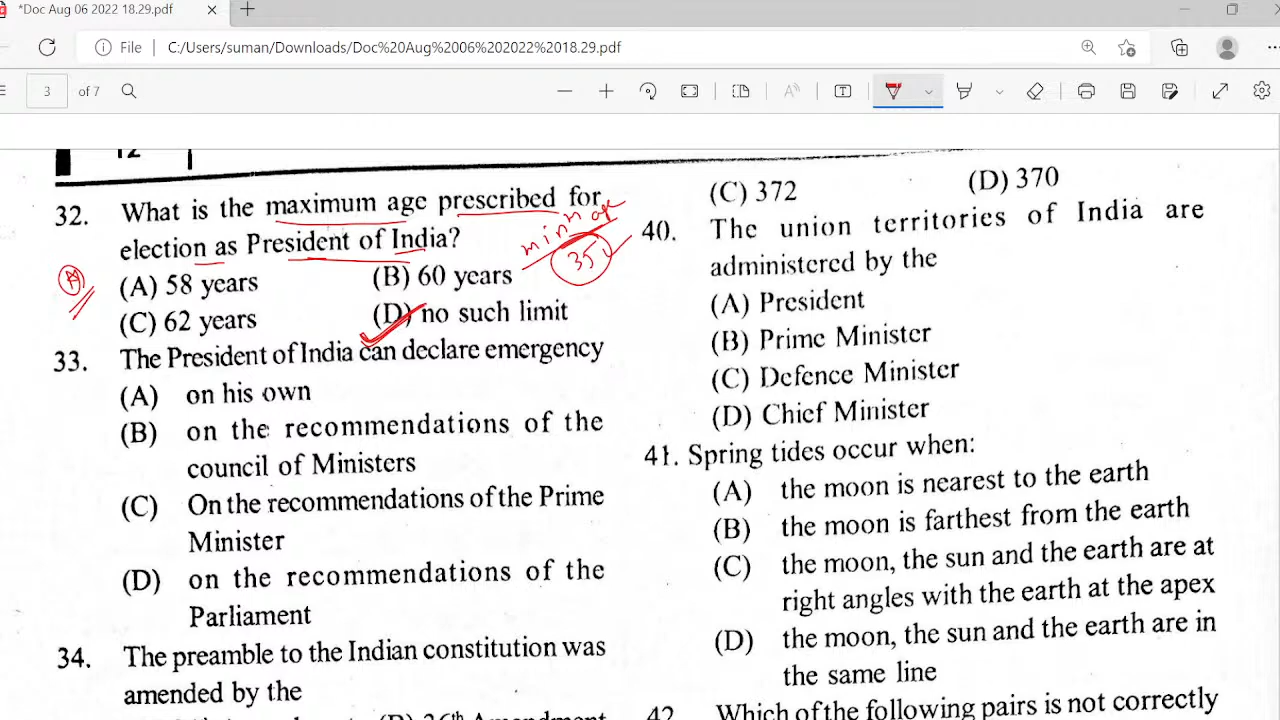 *Doc Aug 06 2022 18.29.pdf
File C:/Users/suman/Downloads/Doc%20Aug%2006%202022%2018.29.pdf
3 of 7
12
32. What is the maximum age prescribed for
election as President of India?
(A) 58 years (B) 60 years
(C) 62 years (D) no such limit
minm age
35
33. The President of India can declare emergency
(A) on his own
(B) on the recommendations of the
council of Ministers
(C) On the recommendations of the Prime
Minister
(D) on the recommendations of the
Parliament
34. The preamble to the Indian constitution was
amended by the
(C) 372 (D) 370
40. The union territories of India are
administered by the
(A) President
(B) Prime Minister
(C) Defence Minister
(D) Chief Minister
41. Spring tides occur when:
(A) the moon is nearest to the earth
(B) the moon is farthest from the earth
(C) the moon, the sun and the earth are at
right angles with the earth at the apex
(D) the moon, the sun and the earth are in
the same line
42. Which of the following pairs is not correctly